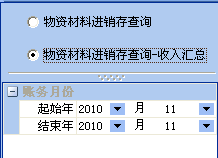 物资材料进销存查询
物资材料进销存查询-收入汇总
账务月份
起始年 2010 月 11
结束年 2010 月 11